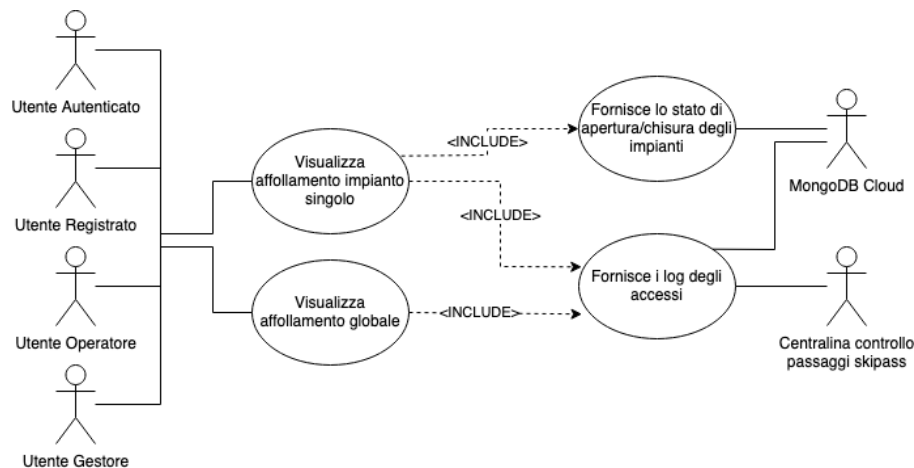 Utente Autenticato
Utente Registrato
Utente Operatore
Utente Gestore
Visualizza
affollamento impianto
singolo
Visualizza
affollamento globale
<INCLUDE>
<INCLUDE>
<INCLUDE>
Fornisce lo stato di
apertura/chisura degli
impianti
Fornisce i log degli
accessi
MongoDB Cloud
Centralina controllo
passaggi skipass